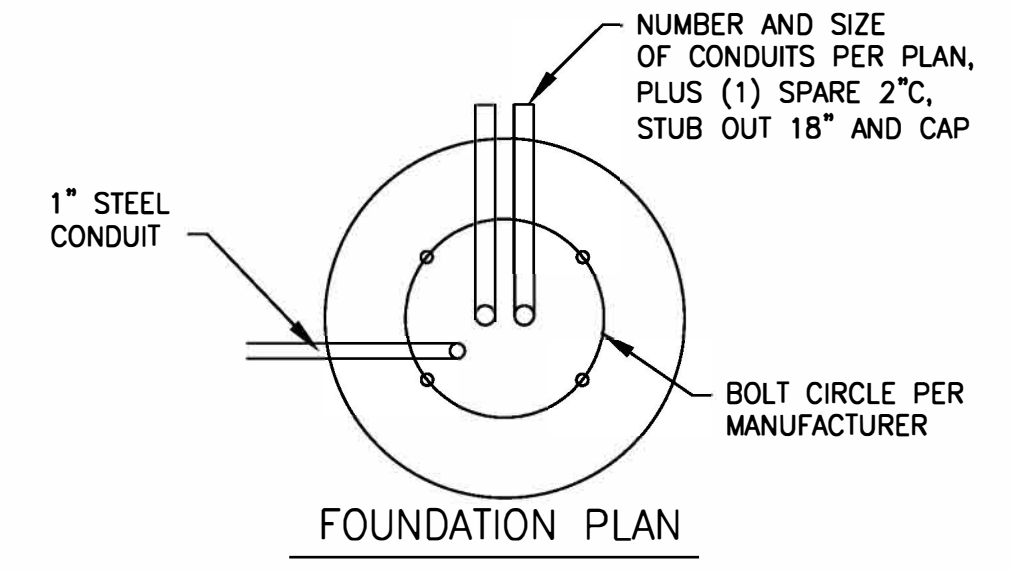 NUMBER AND SIZE
OF CONDUITS PER PLAN,
PLUS (1) SPARE 2"C,
STUB OUT 18" AND CAP
1" STEEL
CONDUIT
BOLT CIRCLE PER
MANUFACTURER
FOUNDATION PLAN